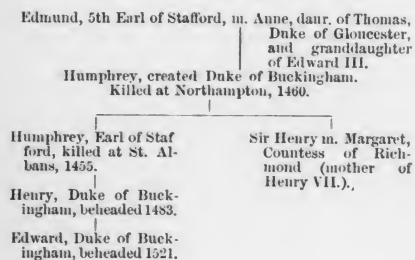 Edmund, 5th Earl of Stafford, m. Anne, daur. of Thomas,
Duke of Gloucester,
and granddaughter
of Edward III.
Humphrey, created Duke of Buckingham.
Killed at Northampton, 1460.
Humphrey, Earl of Staf
ford, killed at St. Al-
bans, 1455.
Henry, Duke of Buck-
ingham, beheaded 1483.
Edward, Duke of Buck-
ingham, beheaded 1521.
Sir Henry m. Margaret,
Countess of Rich-
mond (mother of
Henry VII.).